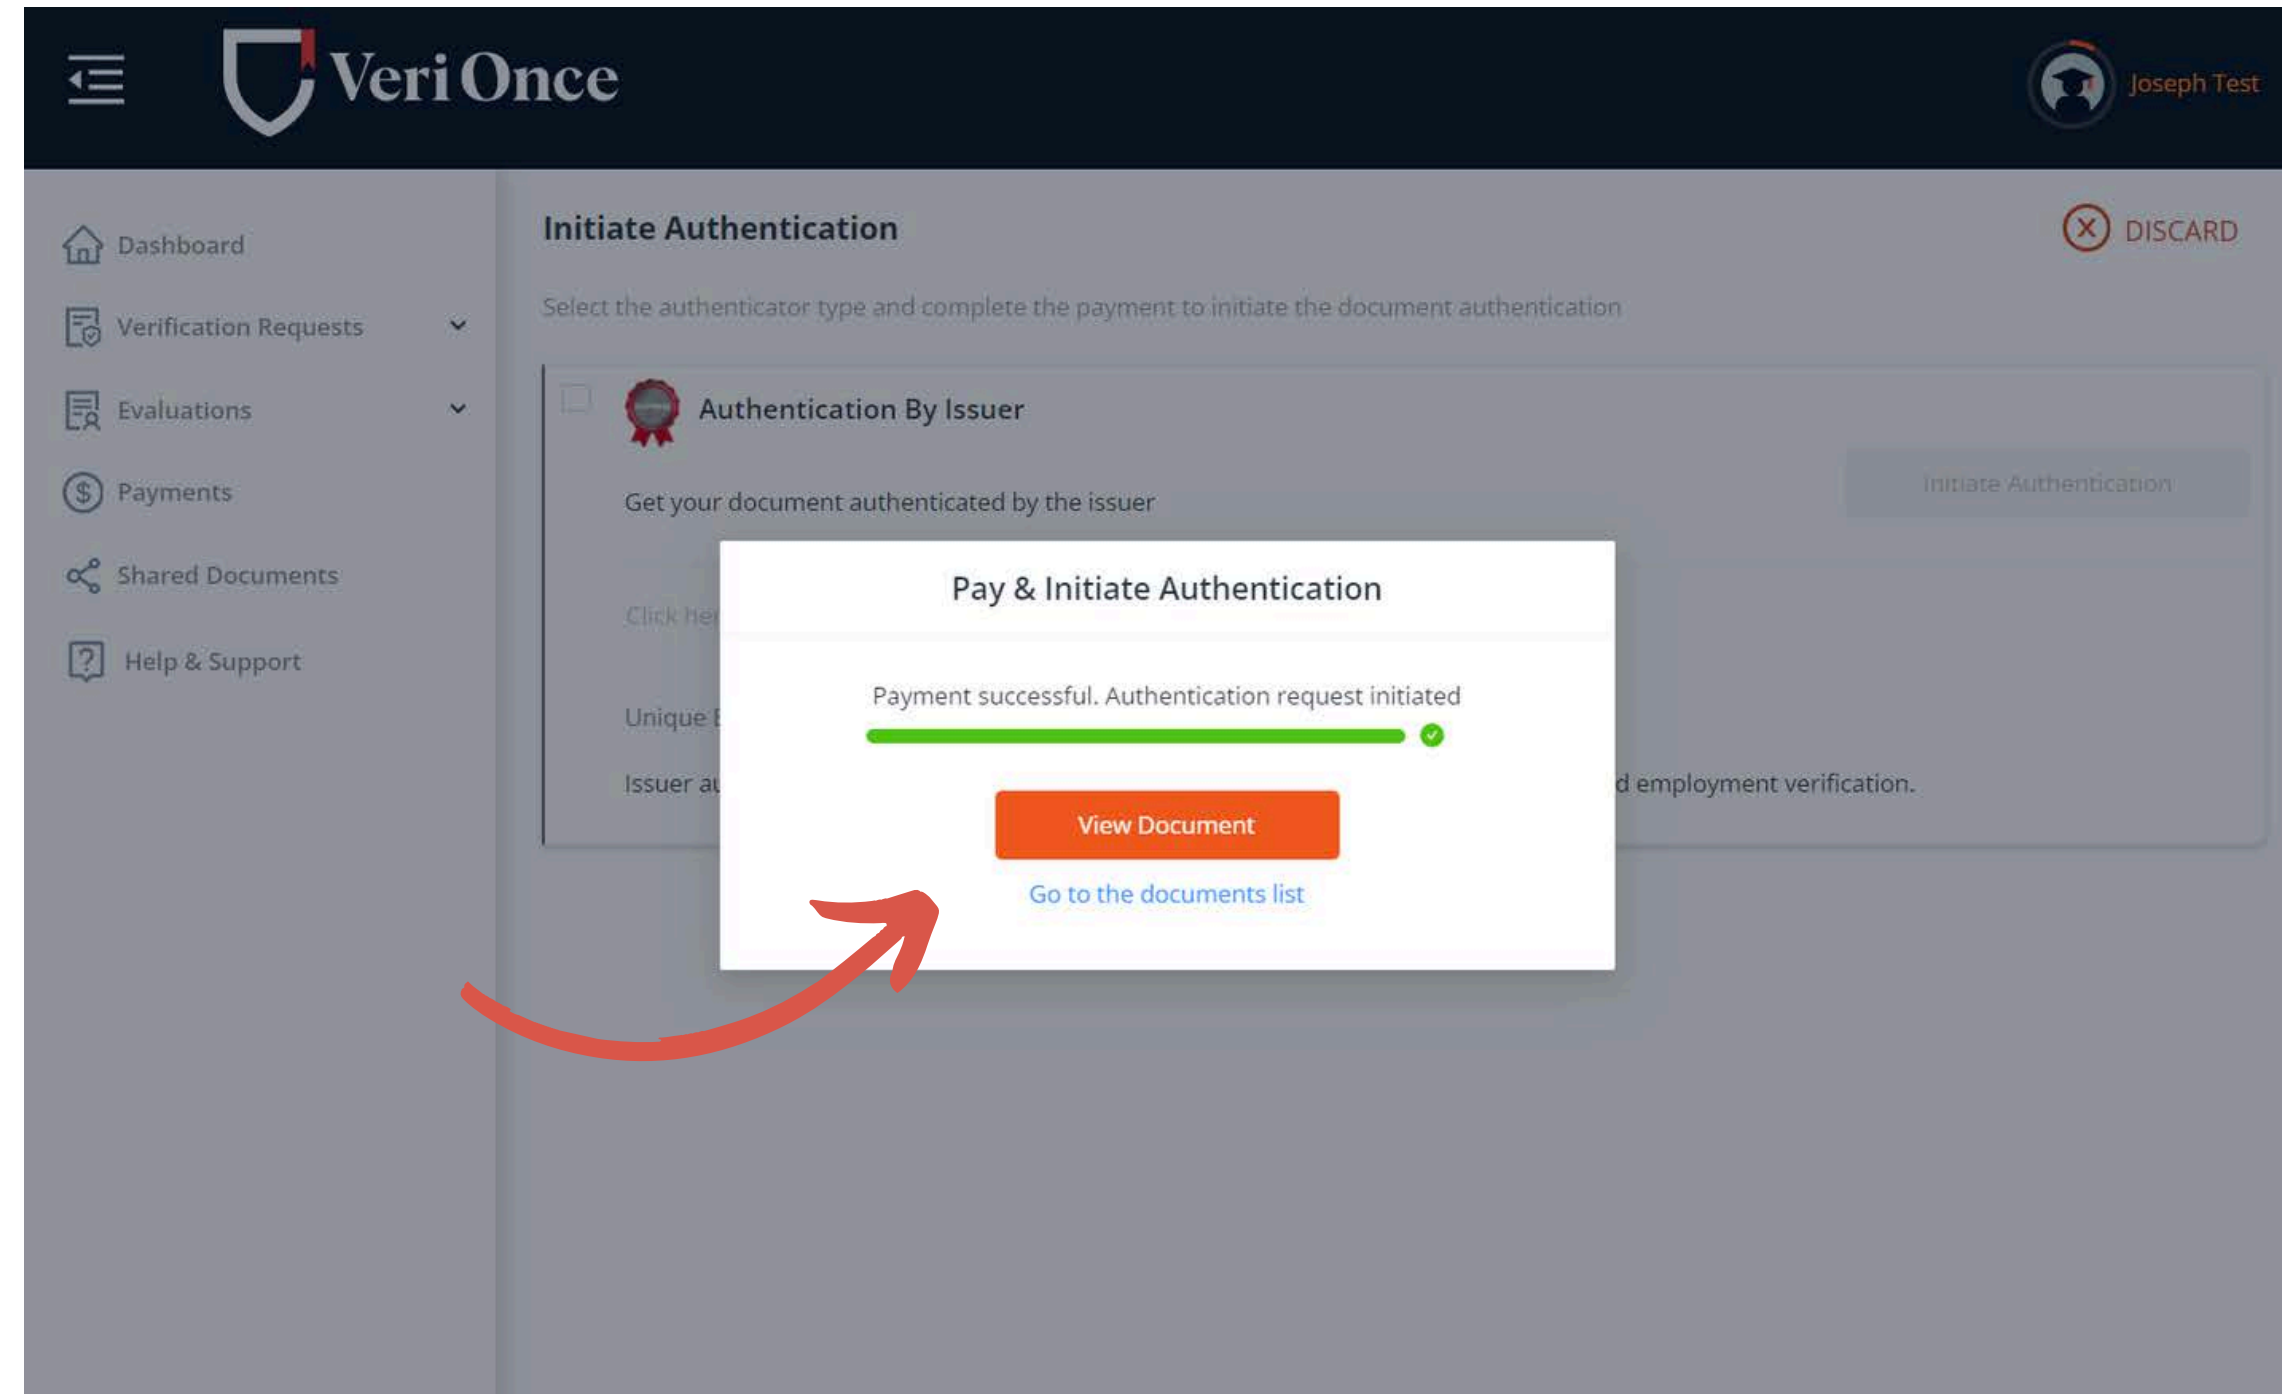 Veri Once
Joseph Test
Dashboard
Verification Requests
Evaluations
Payments
Shared Documents
Help & Support
Initiate Authentication
DISCARD
Select the authenticator type and complete the payment to initiate the document authentication
Authentication By Issuer
Initiate Authentication
Get your document authenticated by the issuer
Click
Unique
Issuer
d employment verification.
Pay & Initiate Authentication
Payment successful. Authentication request initiated
View Document
Go to the documents list